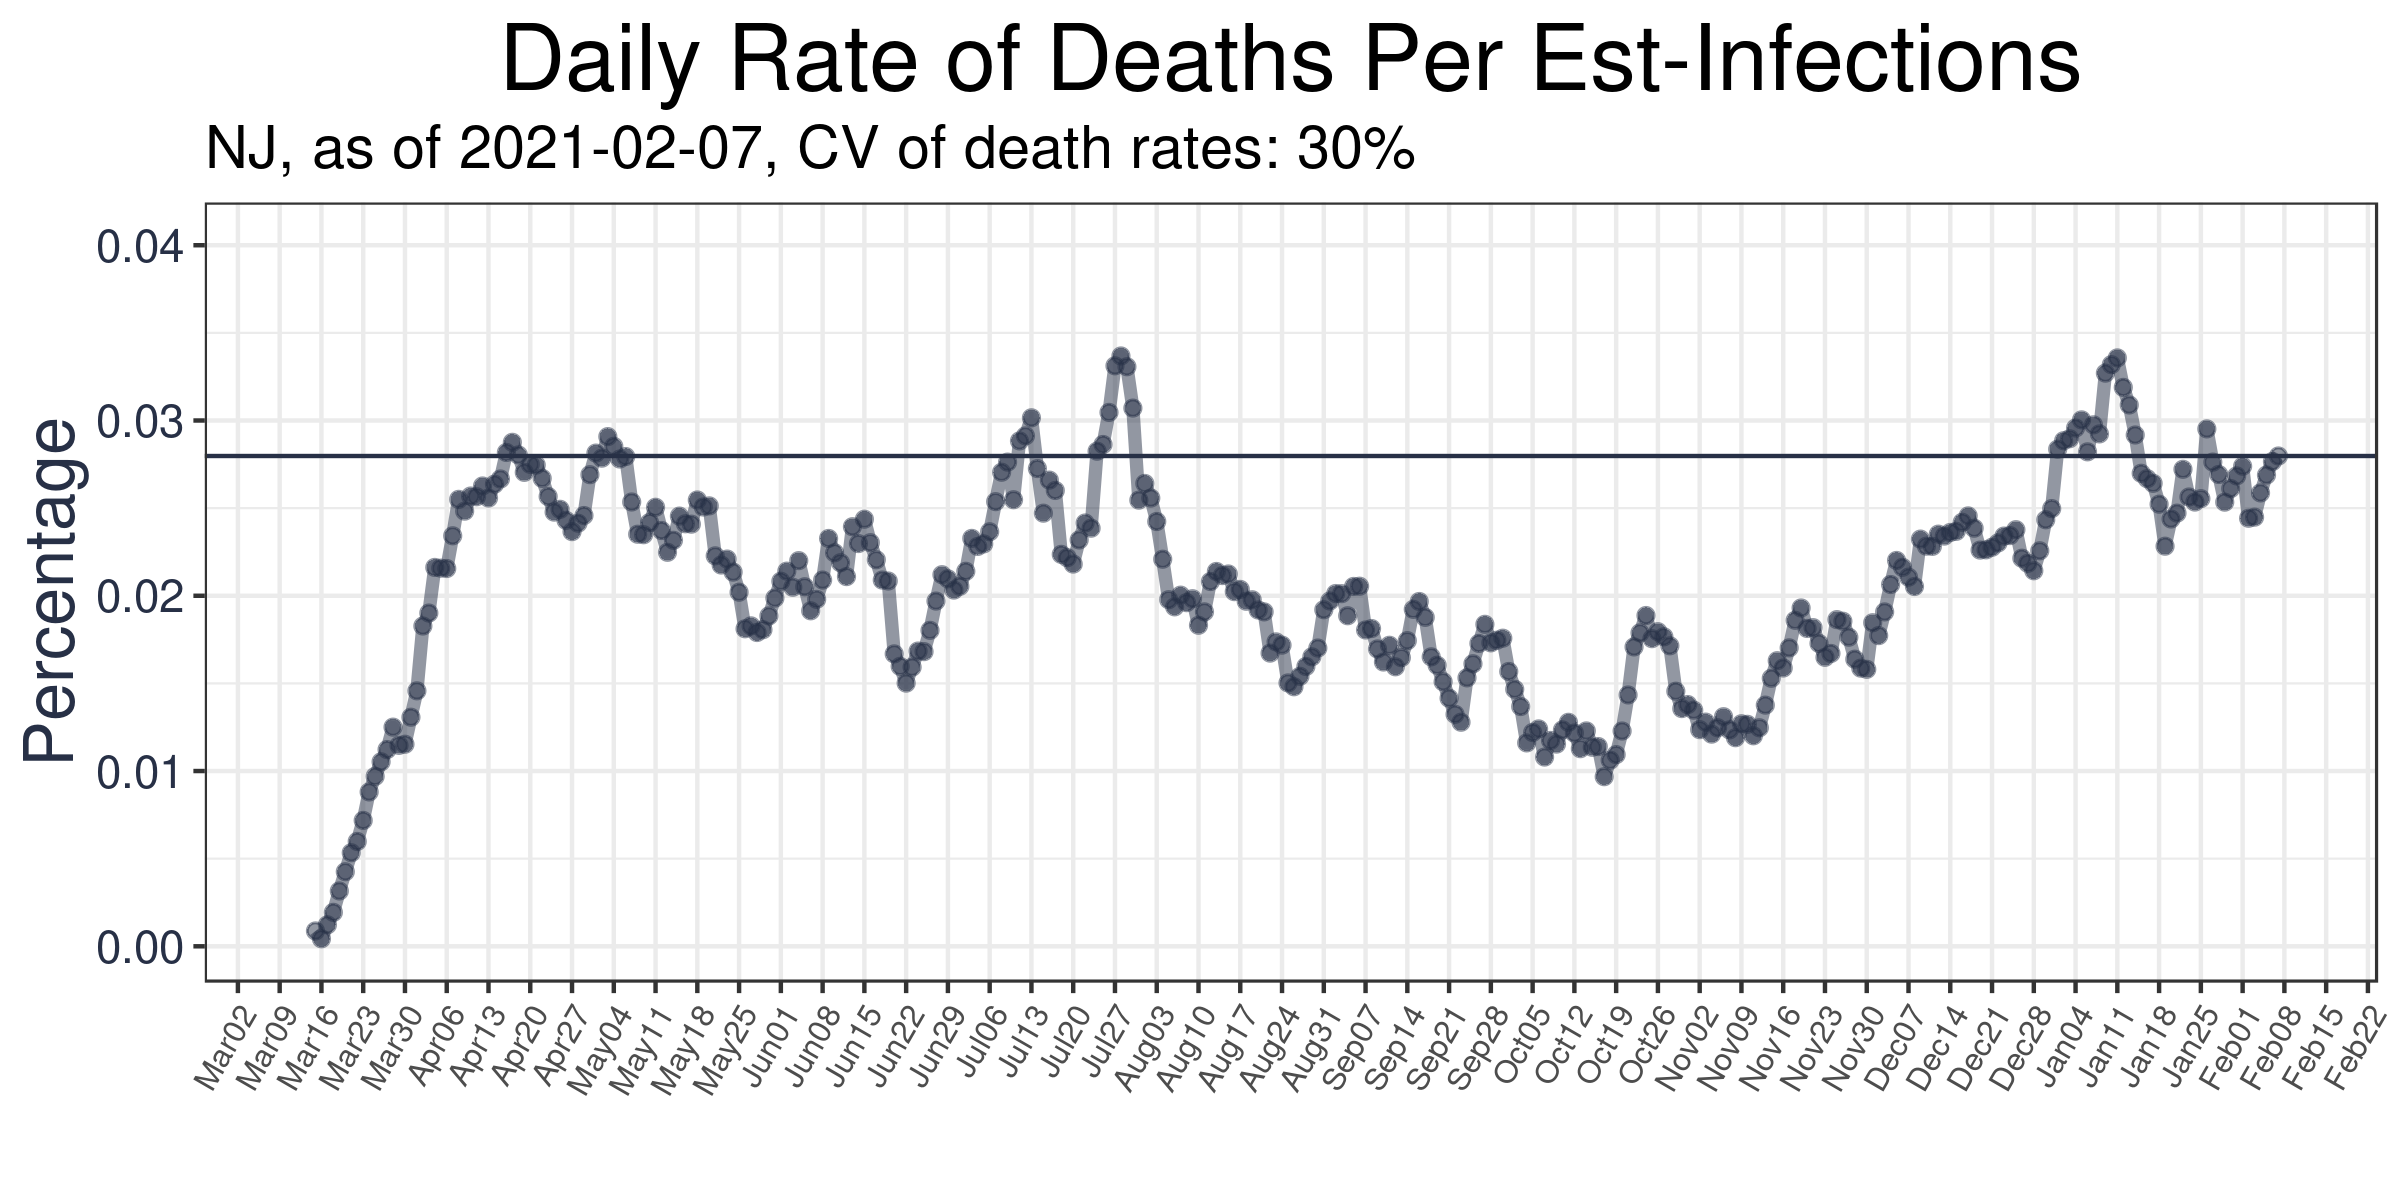 Daily Rate of Deaths Per Est-Infections
NJ, as of 2021-02-07, CV of death rates: 30%
Percentage
0.04
0.03
0.02
0.01
0.00
Mar02 Mar09 Mar16 Mar23 Mar30 Apr06 Apr13 Apr20 Apr27 May04 May11 May18 May25 Jun01 Jun08 Jun15 Jun22 Jun29 Jul06 Jul13 Jul20 Jul27 Aug03 Aug10 Aug17 Aug24 Aug31 Sep07 Sep14 Sep21 Sep28 Oct05 Oct12 Oct19 Oct26 Nov02 Nov09 Nov16 Nov23 Nov30 Dec07 Dec14 Dec21 Dec28 Jan04 Jan11 Jan18 Jan25 Feb01 Feb08 Feb15 Feb22